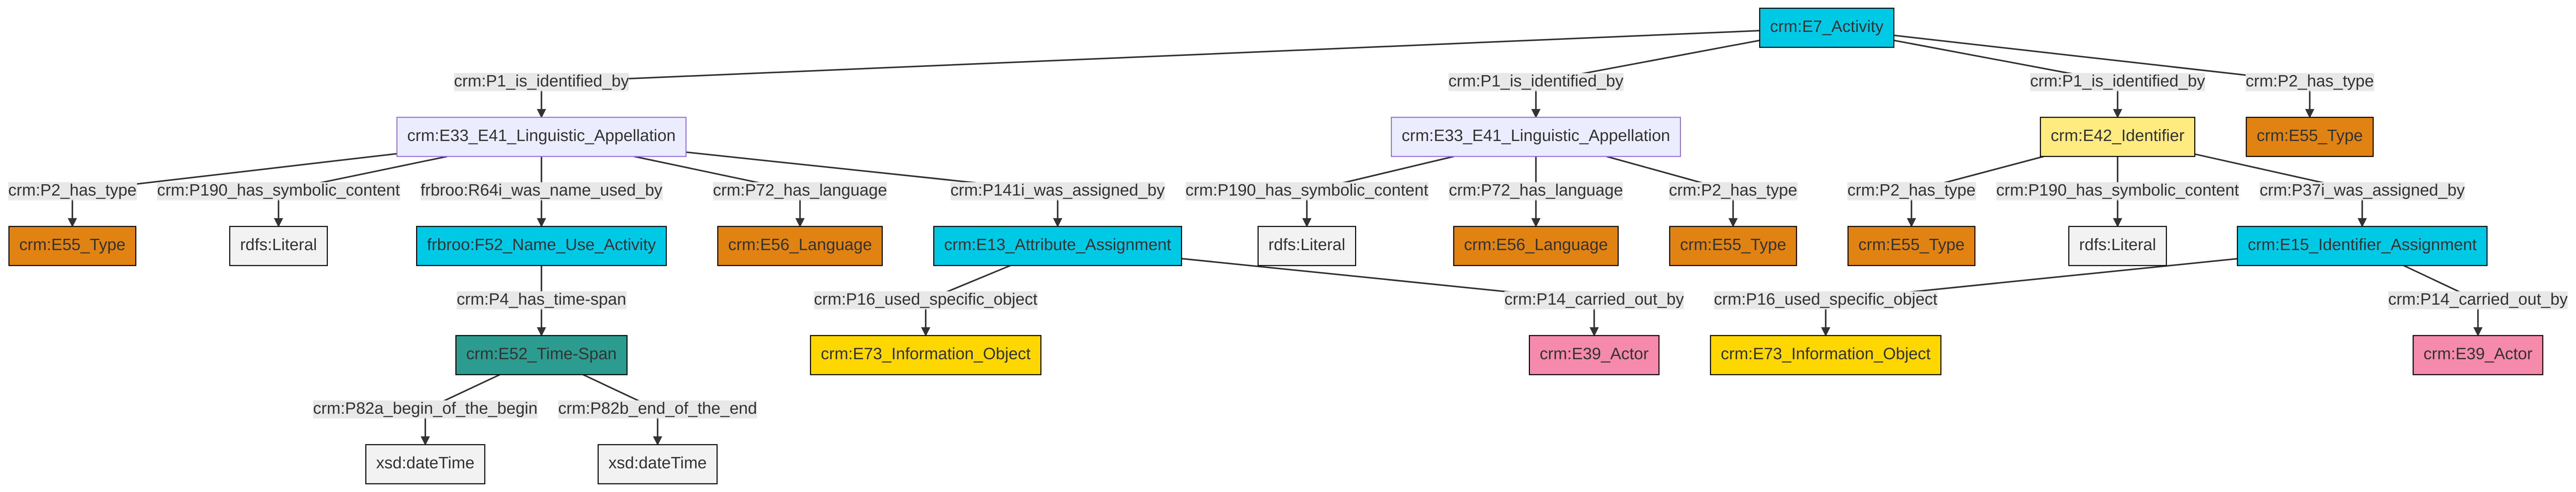 crm:E7_Activity
crm:P1_is_identified_by
crm:P1_is_identified_by
crm:P1_is_identified_by
crm:P2_has_type
crm:E33_E41_Linguistic_Appellation
crm:E33_E41_Linguistic_Appellation
crm:E42_Identifier
crm:E55_Type
crm:P2_has_type
crm:P190_has_symbolic_content
frbroo:R64i_was_name_used_by
crm:P72_has_language
crm:P141i_was_assigned_by
crm:P190_has_symbolic_content
crm:P72_has_language
crm:P2_has_type
crm:P2_has_type
crm:P190_has_symbolic_content
crm:P37i_was_assigned_by
crm:E55_Type
rdfs:Literal
frbroo:F52_Name_Use_Activity
crm:E56_Language
crm:E13_Attribute_Assignment
rdfs:Literal
crm:E56_Language
crm:E55_Type
crm:E55_Type
rdfs:Literal
crm:E15_Identifier_Assignment
crm:P4_has_time-span
crm:P16_used_specific_object
crm:P14_carried_out_by
crm:P16_used_specific_object
crm:P14_carried_out_by
crm:E52_Time-Span
crm:E73_Information_Object
crm:E39_Actor
crm:E73_Information_Object
crm:E39_Actor
crm:P82a_begin_of_the_begin
crm:P82b_end_of_the_end
xsd:dateTime
xsd:dateTime